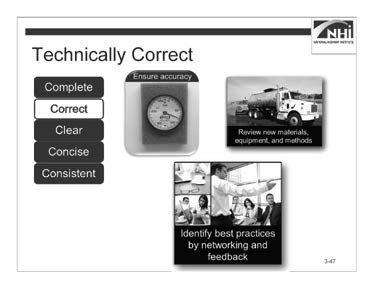 NHI
NATIONAL HIGHWAY INSTITUTE
Technically Correct
Complete
Correct
Clear
Concise
Consistent
Ensure accuracy
Review new materials,
equipment, and methods
Identify best practices
by networking and
feedback
3-47